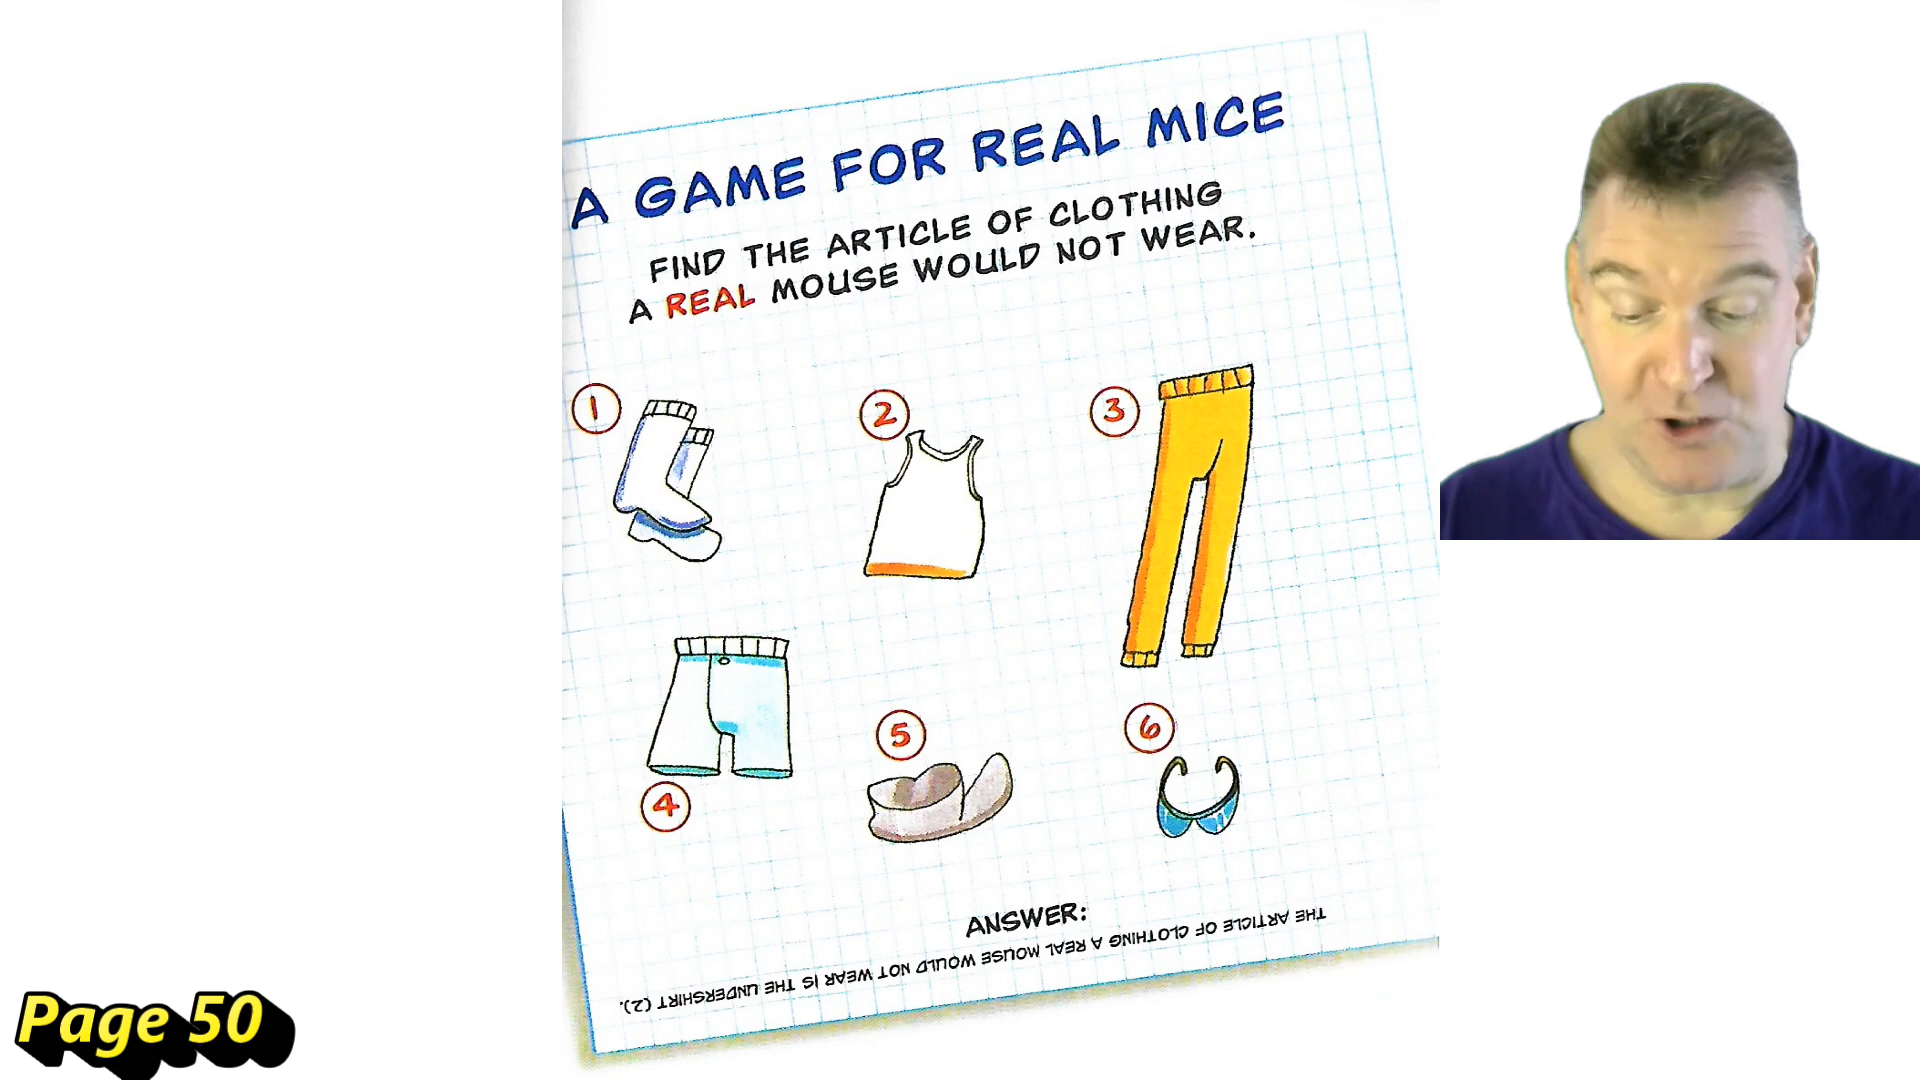 A GAME FOR REAL MICE
FIND THE ARTICLE OF CLOTHING
A REAL MOUSE WOULD NOT WEAR.
1
2
3
4
5
6
ANSWER:
THE ARTICLE OF CLOTHING A REAL MOUSE WOULD NOT WEAR IS THE UNDERSHIRT (2).
Page 50